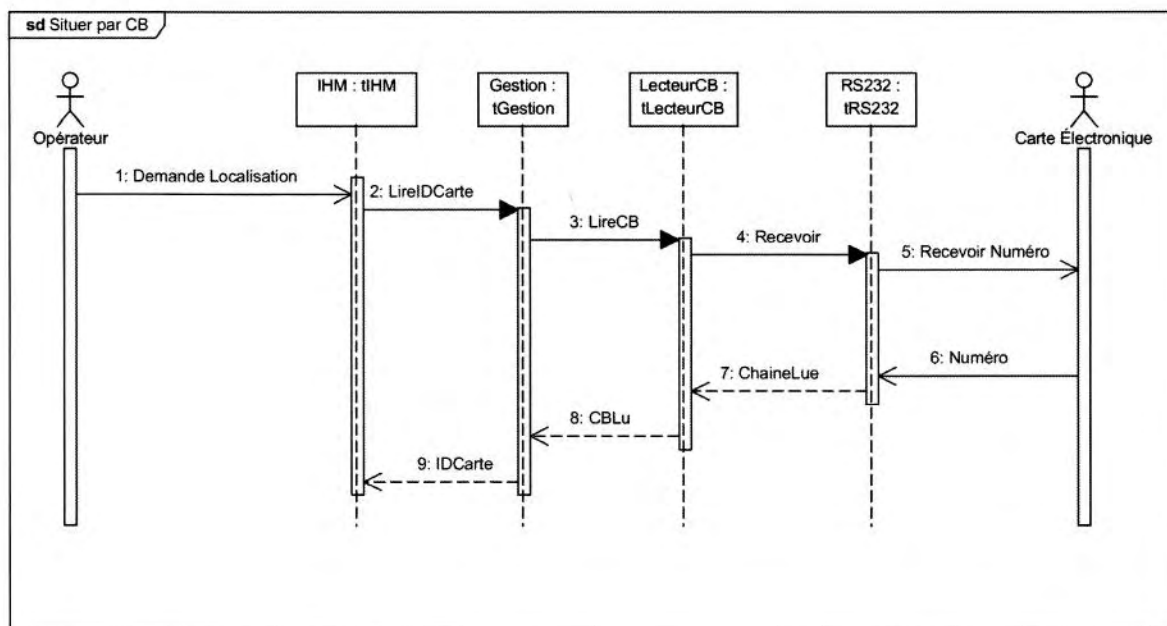 sd Situer par CB
IHM : tIHM
Gestion :
tGestion
LecteurCB :
tLecteurCB
RS232 :
tRS232
Opérateur
Carte Électronique
1: Demande Localisation
2: LireIDCarte
3: LireCB
4: Recevoir
5: Recevoir Numéro
6: Numéro
7: ChaineLue
8: CBLu
9: IDCarte